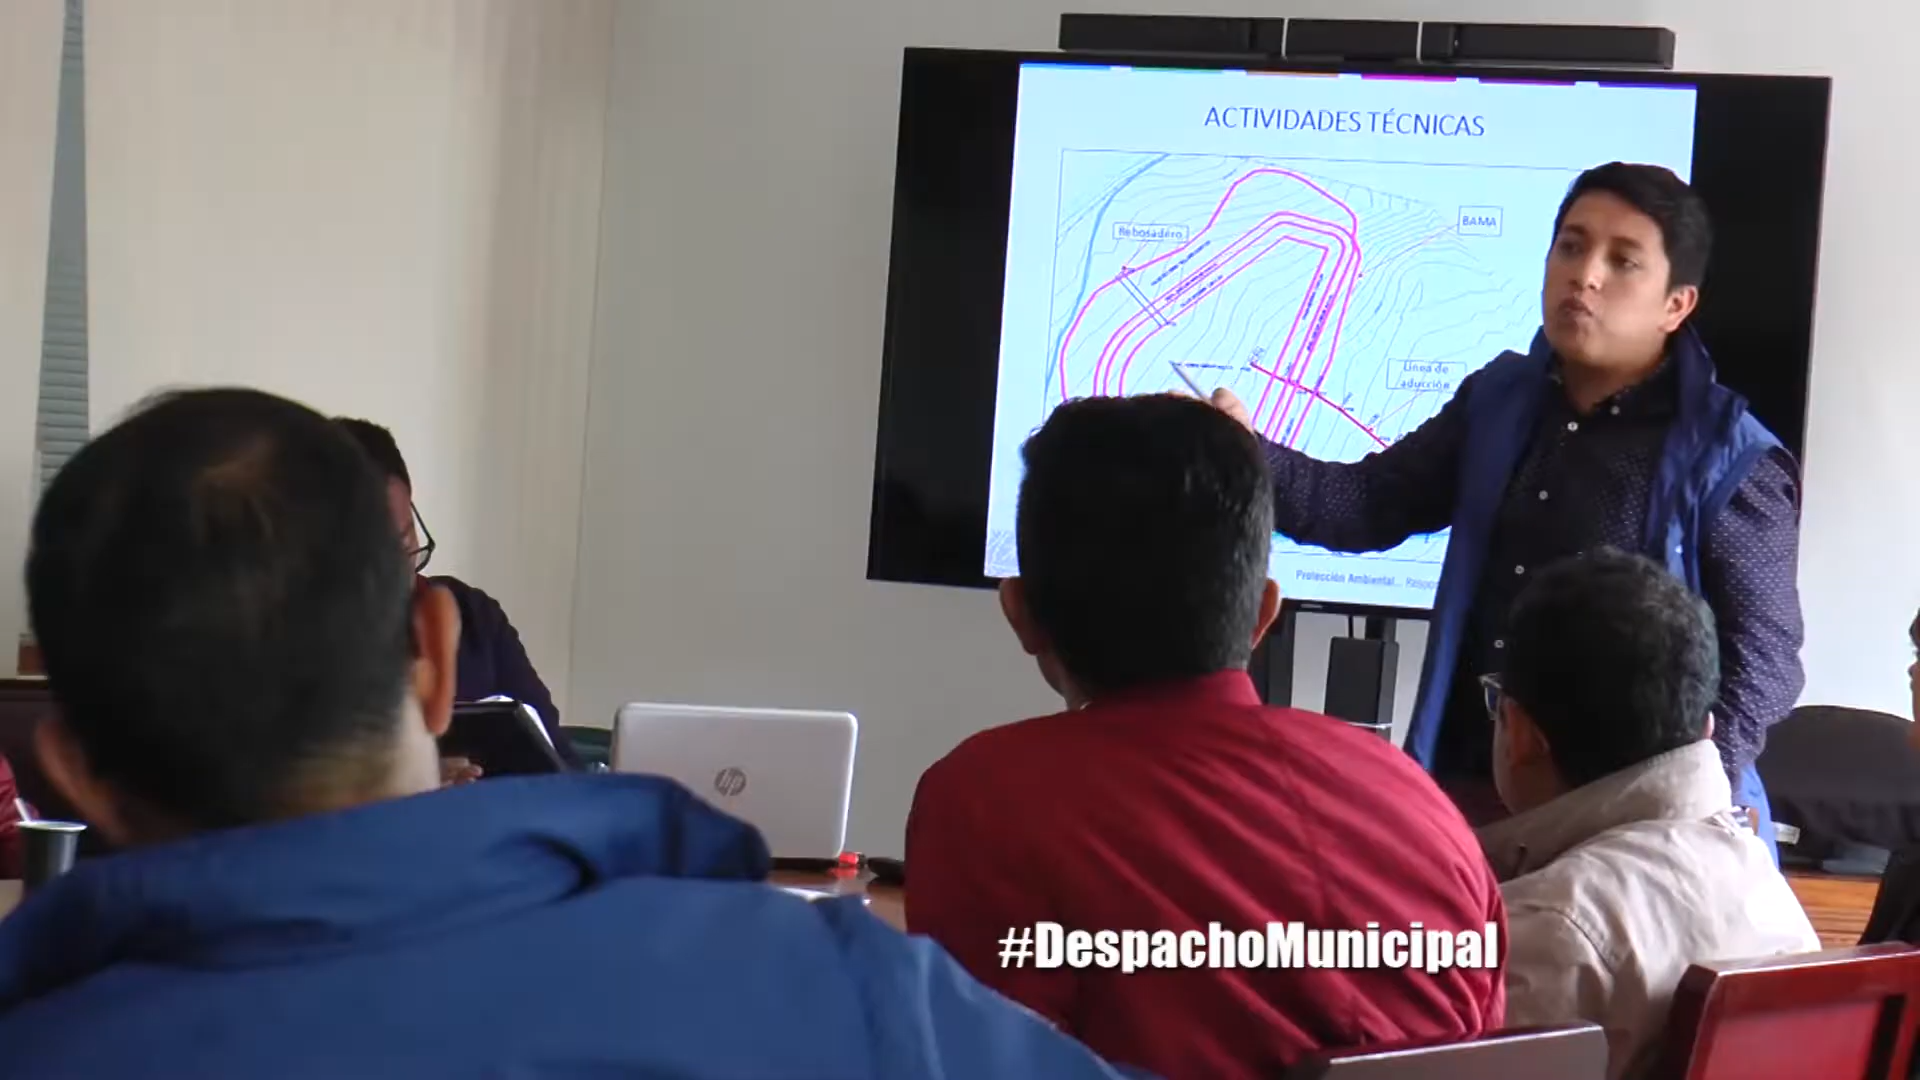 ACTIVIDADES TÉCNICAS
Rebosadero
BAMA
Línea de
aducción
Protección Ambiental...
hp
#DespachoMunicipal